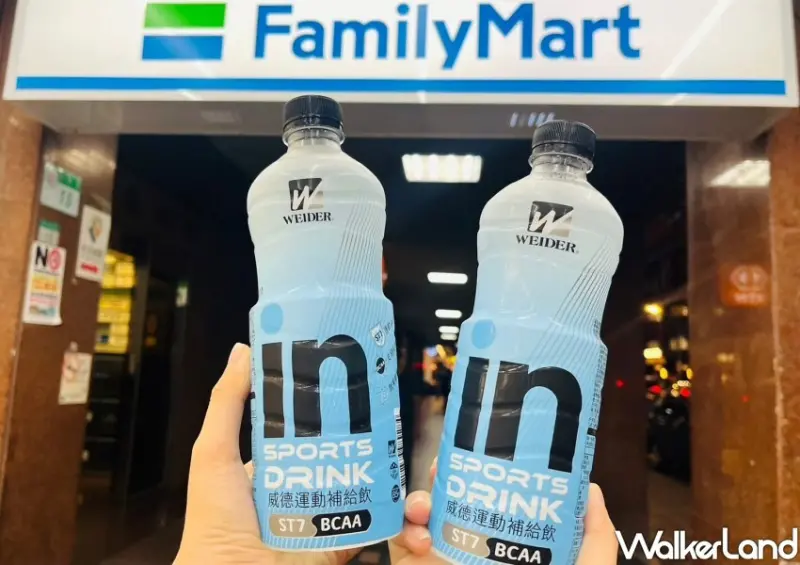 FamilyMart
W
WEIDER
in
SPORTS
DRINK
威德運動補給飲
ST7 BCAA
W
WEIDER
in
SPORTS
DRINK
威德運動補給飲
ST7 BCAA
NO
WalkerLand